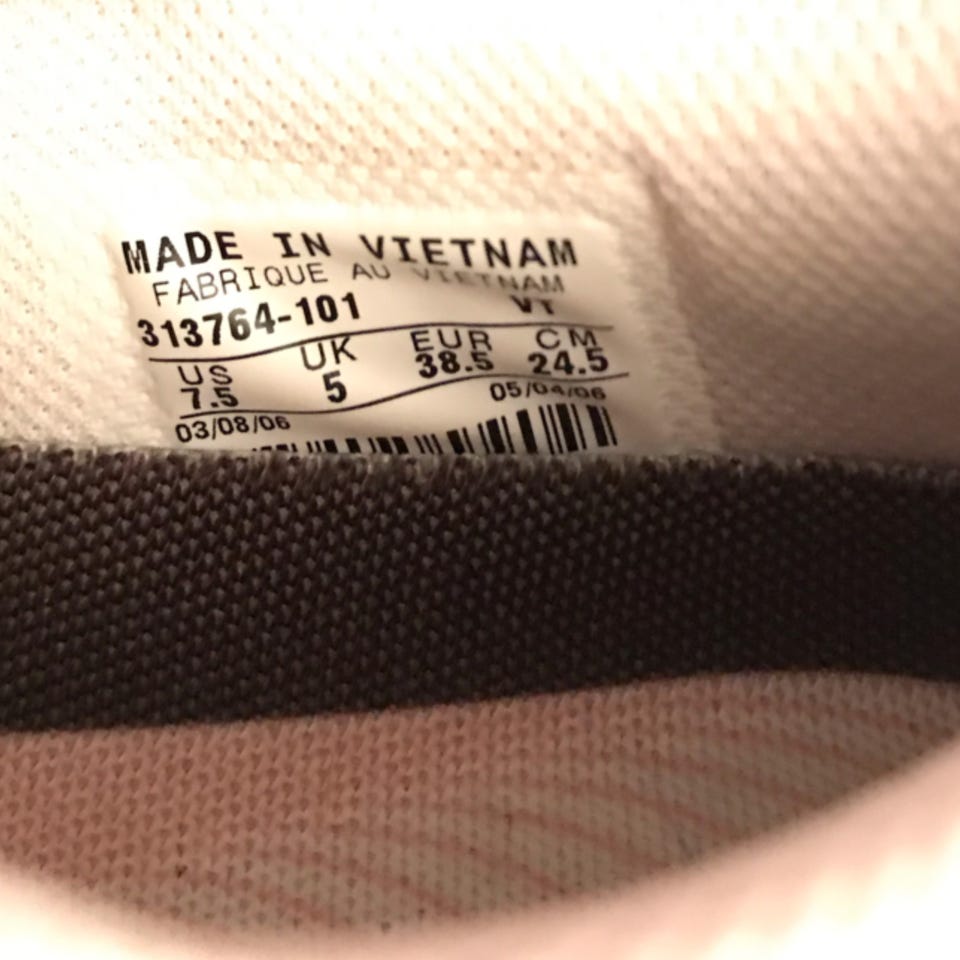 MADE IN VIETNAM
FABRIQUE AU VIETNAM
313764-101 VT
US UK EUR CM
7.5 5 38.5 24.5
03/08/06 05/04/06